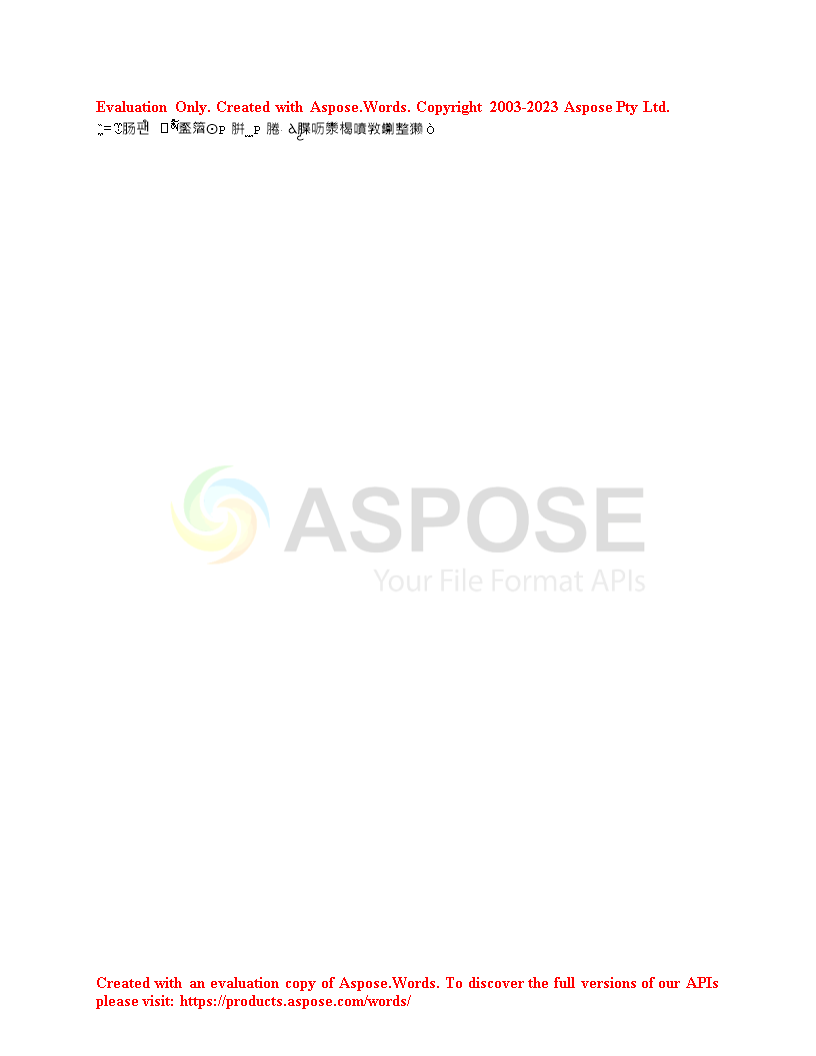 Evaluation Only. Created with Aspose.Words. Copyright 2003-2023 Aspose Pty Ltd.
ASPOSE
Your File Format APIs
Created with an evaluation copy of Aspose.Words. To discover the full versions of our APIs
please visit: https://products.aspose.com/words/